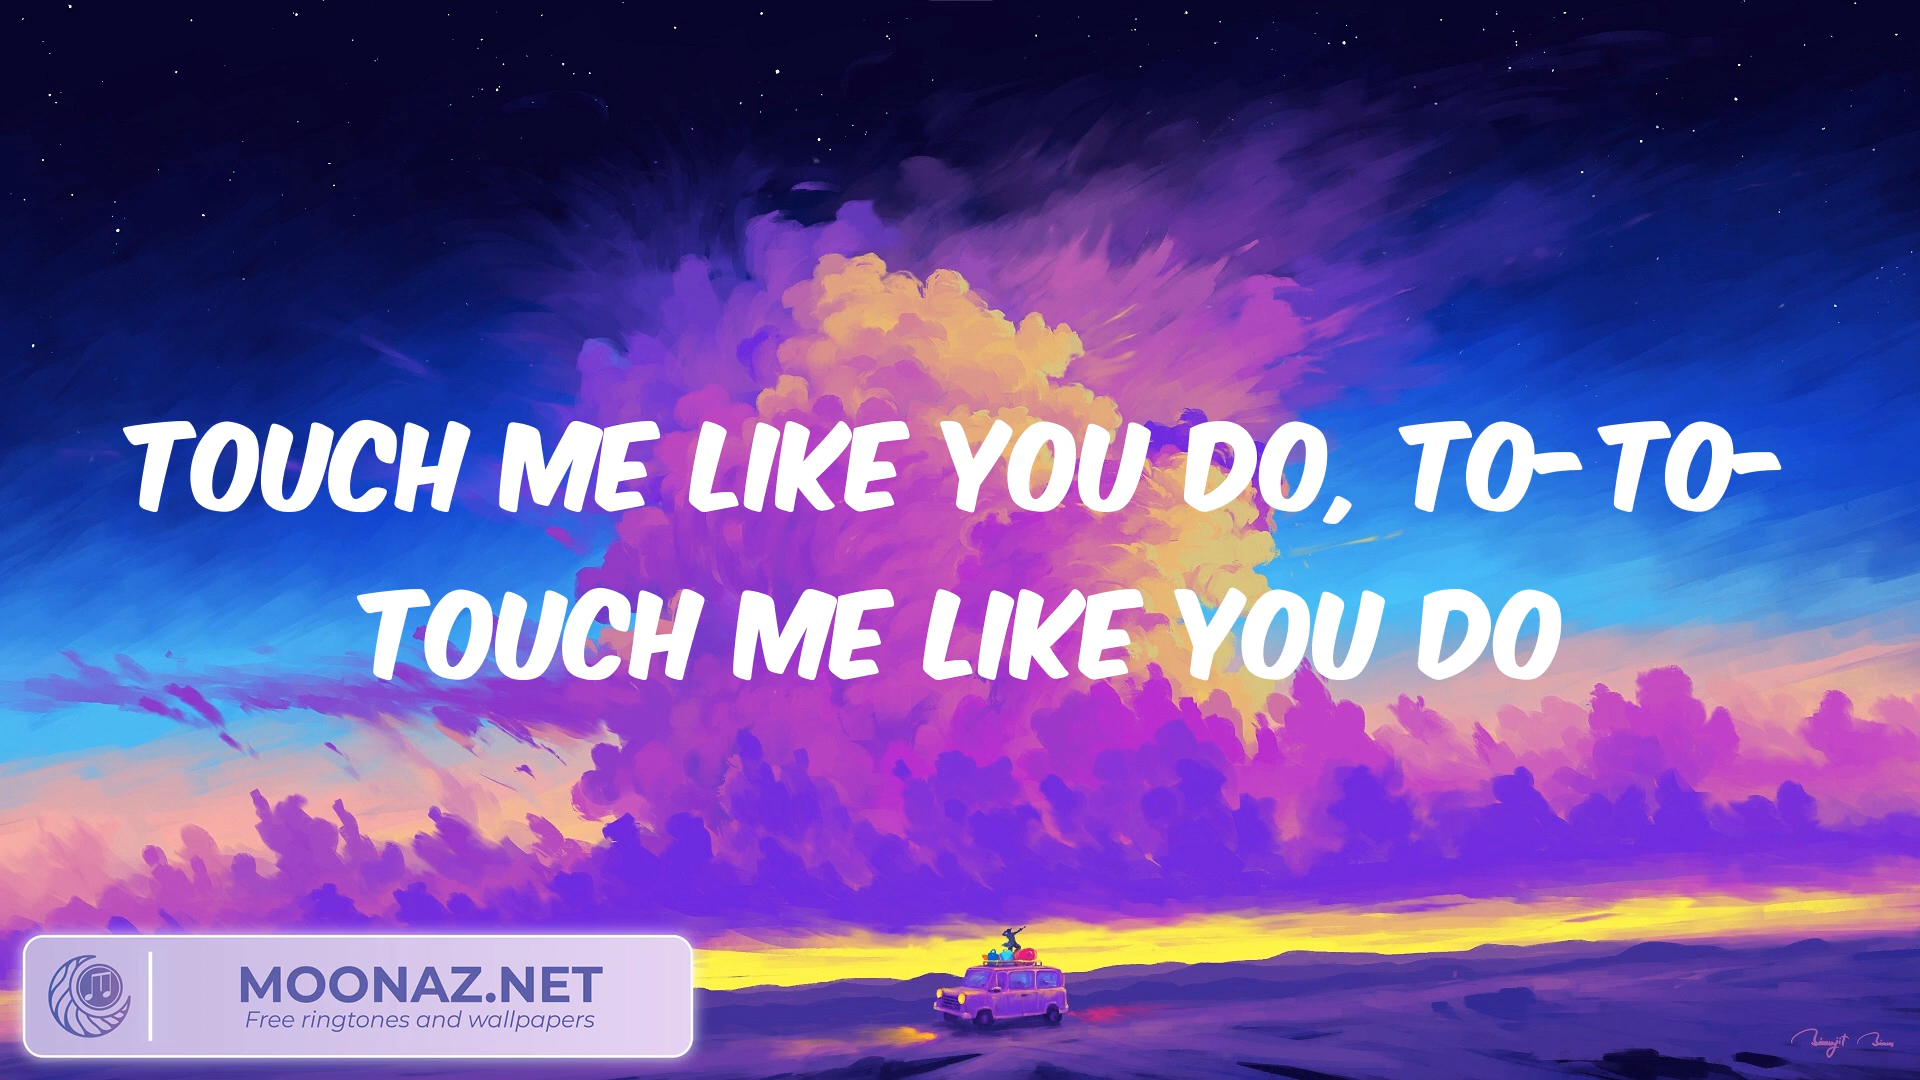 TOUCH ME LIKE YOU DO, TO-TO-
TOUCH ME LIKE YOU DO
MOONAZ.NET
Free ringtones and wallpapers